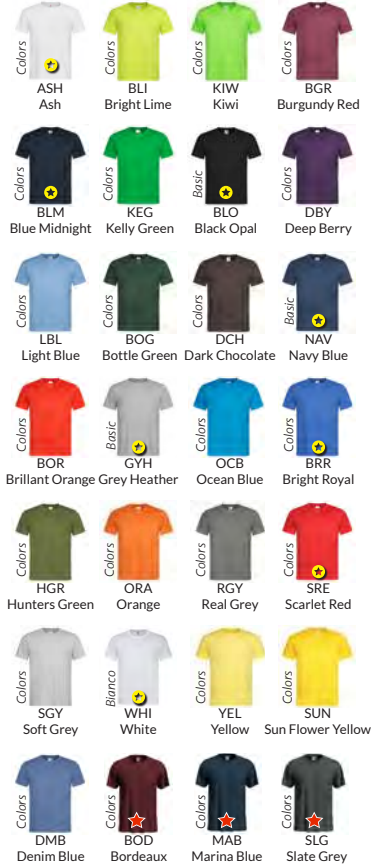 Colors
ASH
Ash
Colors
BLI
Bright Lime
Colors
KIW
Kiwi
Colors
BGR
Burgundy Red
Colors
BLM
Blue Midnight
Colors
KEG
Kelly Green
Basic
BLO
Black Opal
Colors
DBY
Deep Berry
Colors
LBL
Light Blue
Colors
BOG
Bottle Green
Colors
DCH
Dark Chocolate
Basic
NAV
Navy Blue
Colors
BOR
Brillant Orange
Basic
GYH
Grey Heather
Colors
OCB
Ocean Blue
Colors
BRR
Bright Royal
Colors
HGR
Hunters Green
Colors
ORA
Orange
Colors
RGY
Real Grey
Colors
SRE
Scarlet Red
Colors
SGY
Soft Grey
Bianco
WHI
White
Colors
YEL
Yellow
Colors
SUN
Sun Flower Yellow
Colors
DMB
Denim Blue
Colors
BOD
Bordeaux
Colors
MAB
Marina Blue
Colors
SLG
Slate Grey